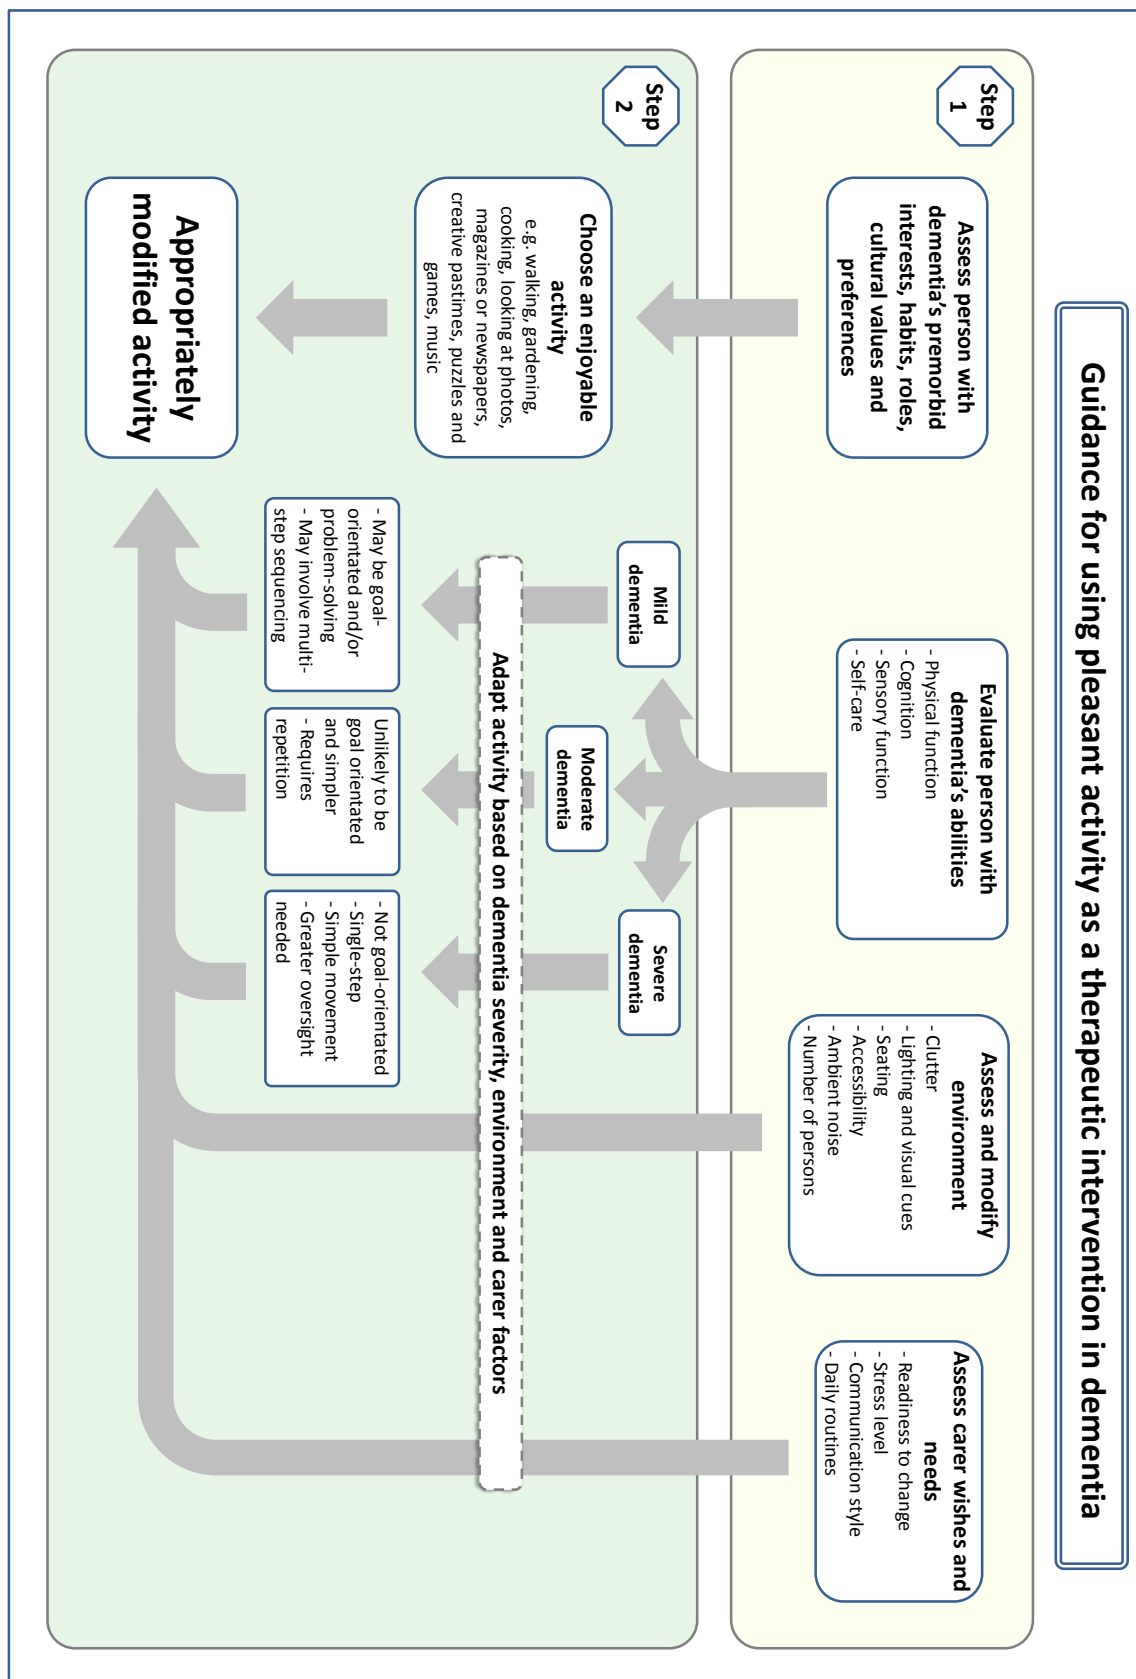 Guidance for using pleasant activity as a therapeutic intervention in dementia
Step
1
Assess person with
dementia’s premorbid
interests, habits, roles,
cultural values and
preferences
Evaluate person with
dementia’s abilities
- Physical function
- Cognition
- Sensory function
- Self-care
Assess and modify
environment
- Clutter
- Lighting and visual cues
- Seating
- Accessibility
- Ambient noise
- Number of persons
Assess carer wishes and
needs
- Readiness to change
- Stress level
- Communication style
- Daily routines
Step
2
Choose an enjoyable
activity
e.g. walking, gardening,
cooking, looking at photos,
magazines or newspapers,
creative pastimes, puzzles and
games, music
Mild
dementia
Moderate
dementia
Severe
dementia
Adapt activity based on dementia severity, environment and carer factors
- May be goal-
orientated and/or
problem-solving
- May involve multi-
step sequencing
Unlikely to be
goal orientated
and simpler
- Requires
repetition
- Not goal-orientated
- Single-step
- Simple movement
- Greater oversight
needed
Appropriately
modified activity